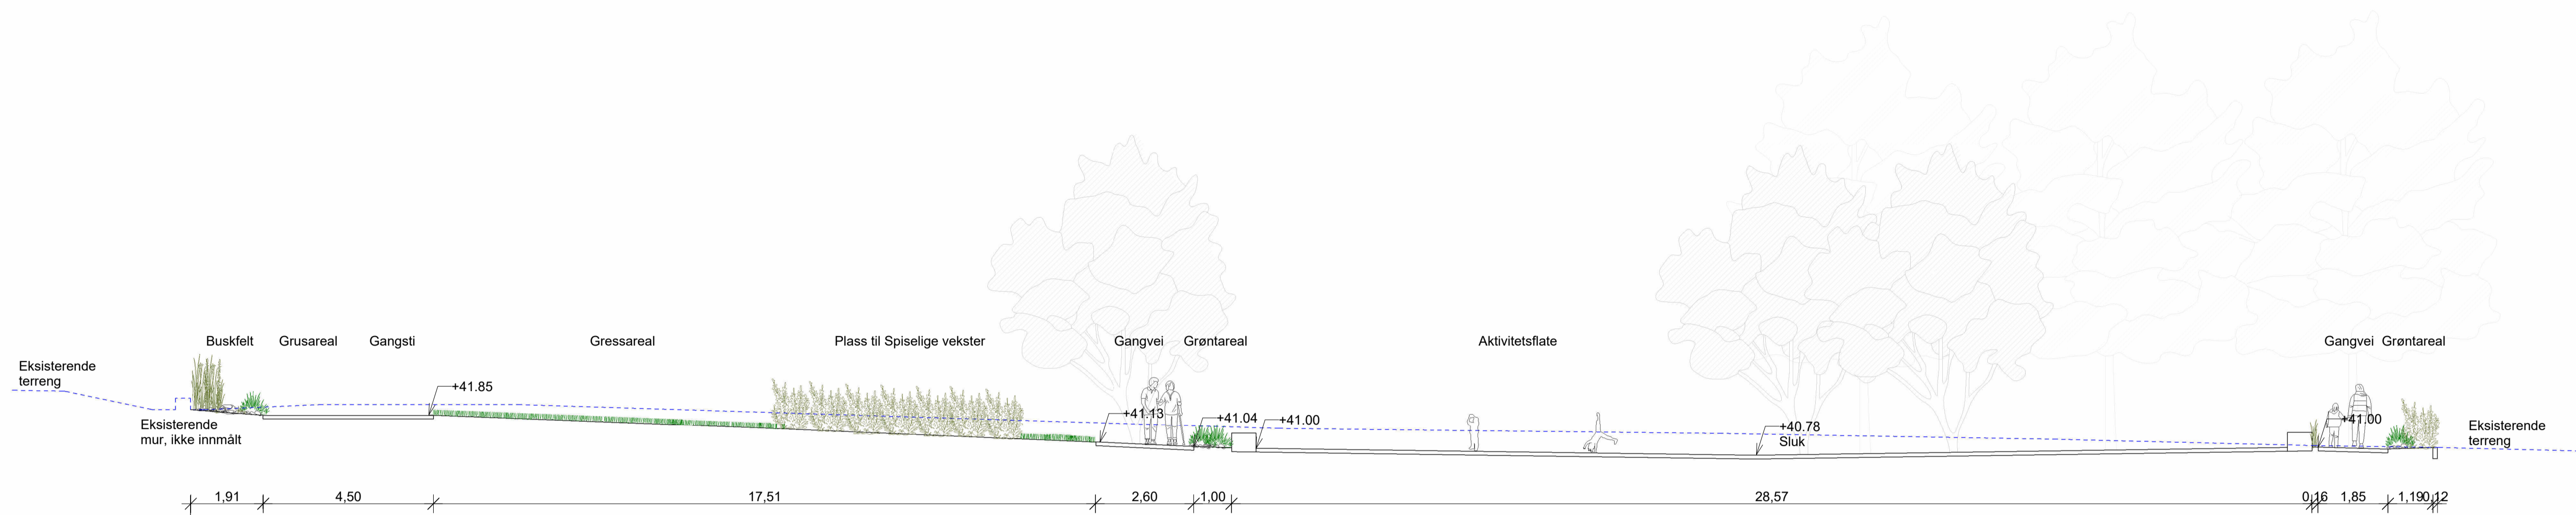 Buskfelt
Grusareal
Gangsti
Gressareal
Plass til Spiselige vekster
Gangvei
Grøntareal
Aktivitetsflate
Gangvei
Grøntareal
Eksisterende
terreng
Eksisterende
mur, ikke innmålt
+41.85
+41.13
+41.04
+41.00
+40.78
Sluk
+41.00
Eksisterende
terreng
1,91
4,50
17,51
2,60
1,00
28,57
0,16
1,85
1,19
0,12